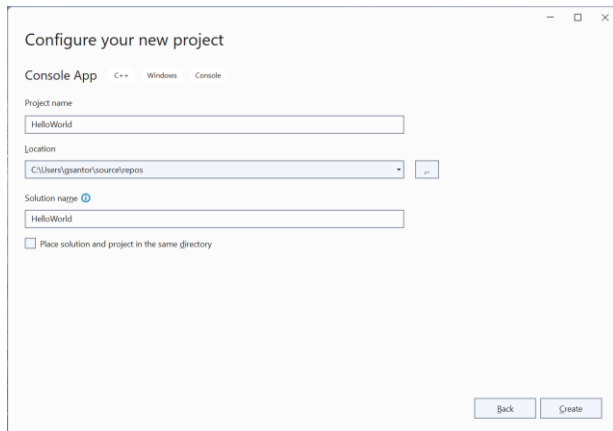 Configure your new project
Console App C++ Windows Console
Project name
HelloWorld
Location
C:\Users\gsantor\source\repos
...
Solution name
HelloWorld
Place solution and project in the same directory
Back Create